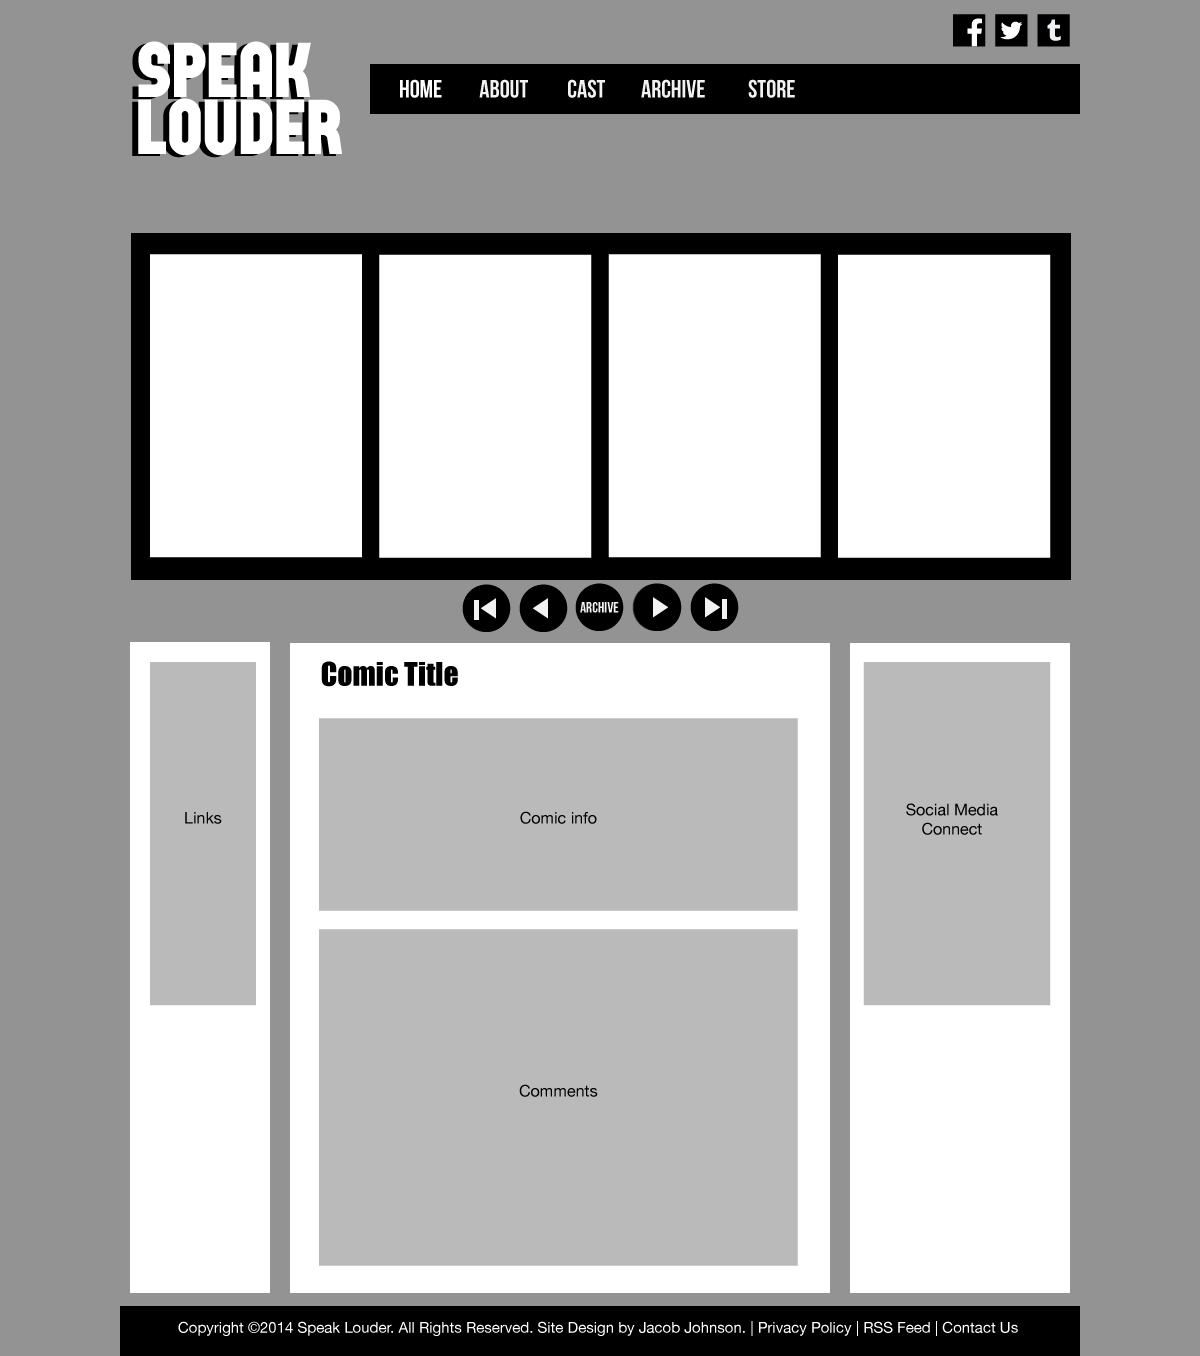 SPEAK
LOUDER
HOME ABOUT CAST ARCHIVE STORE
ARCHIVE
Links
Comic Title
Comic info
Comments
Social Media
Connect
Copyright ©2014 Speak Louder. All Rights Reserved. Site Design by Jacob Johnson. | Privacy Policy | RSS Feed | Contact Us